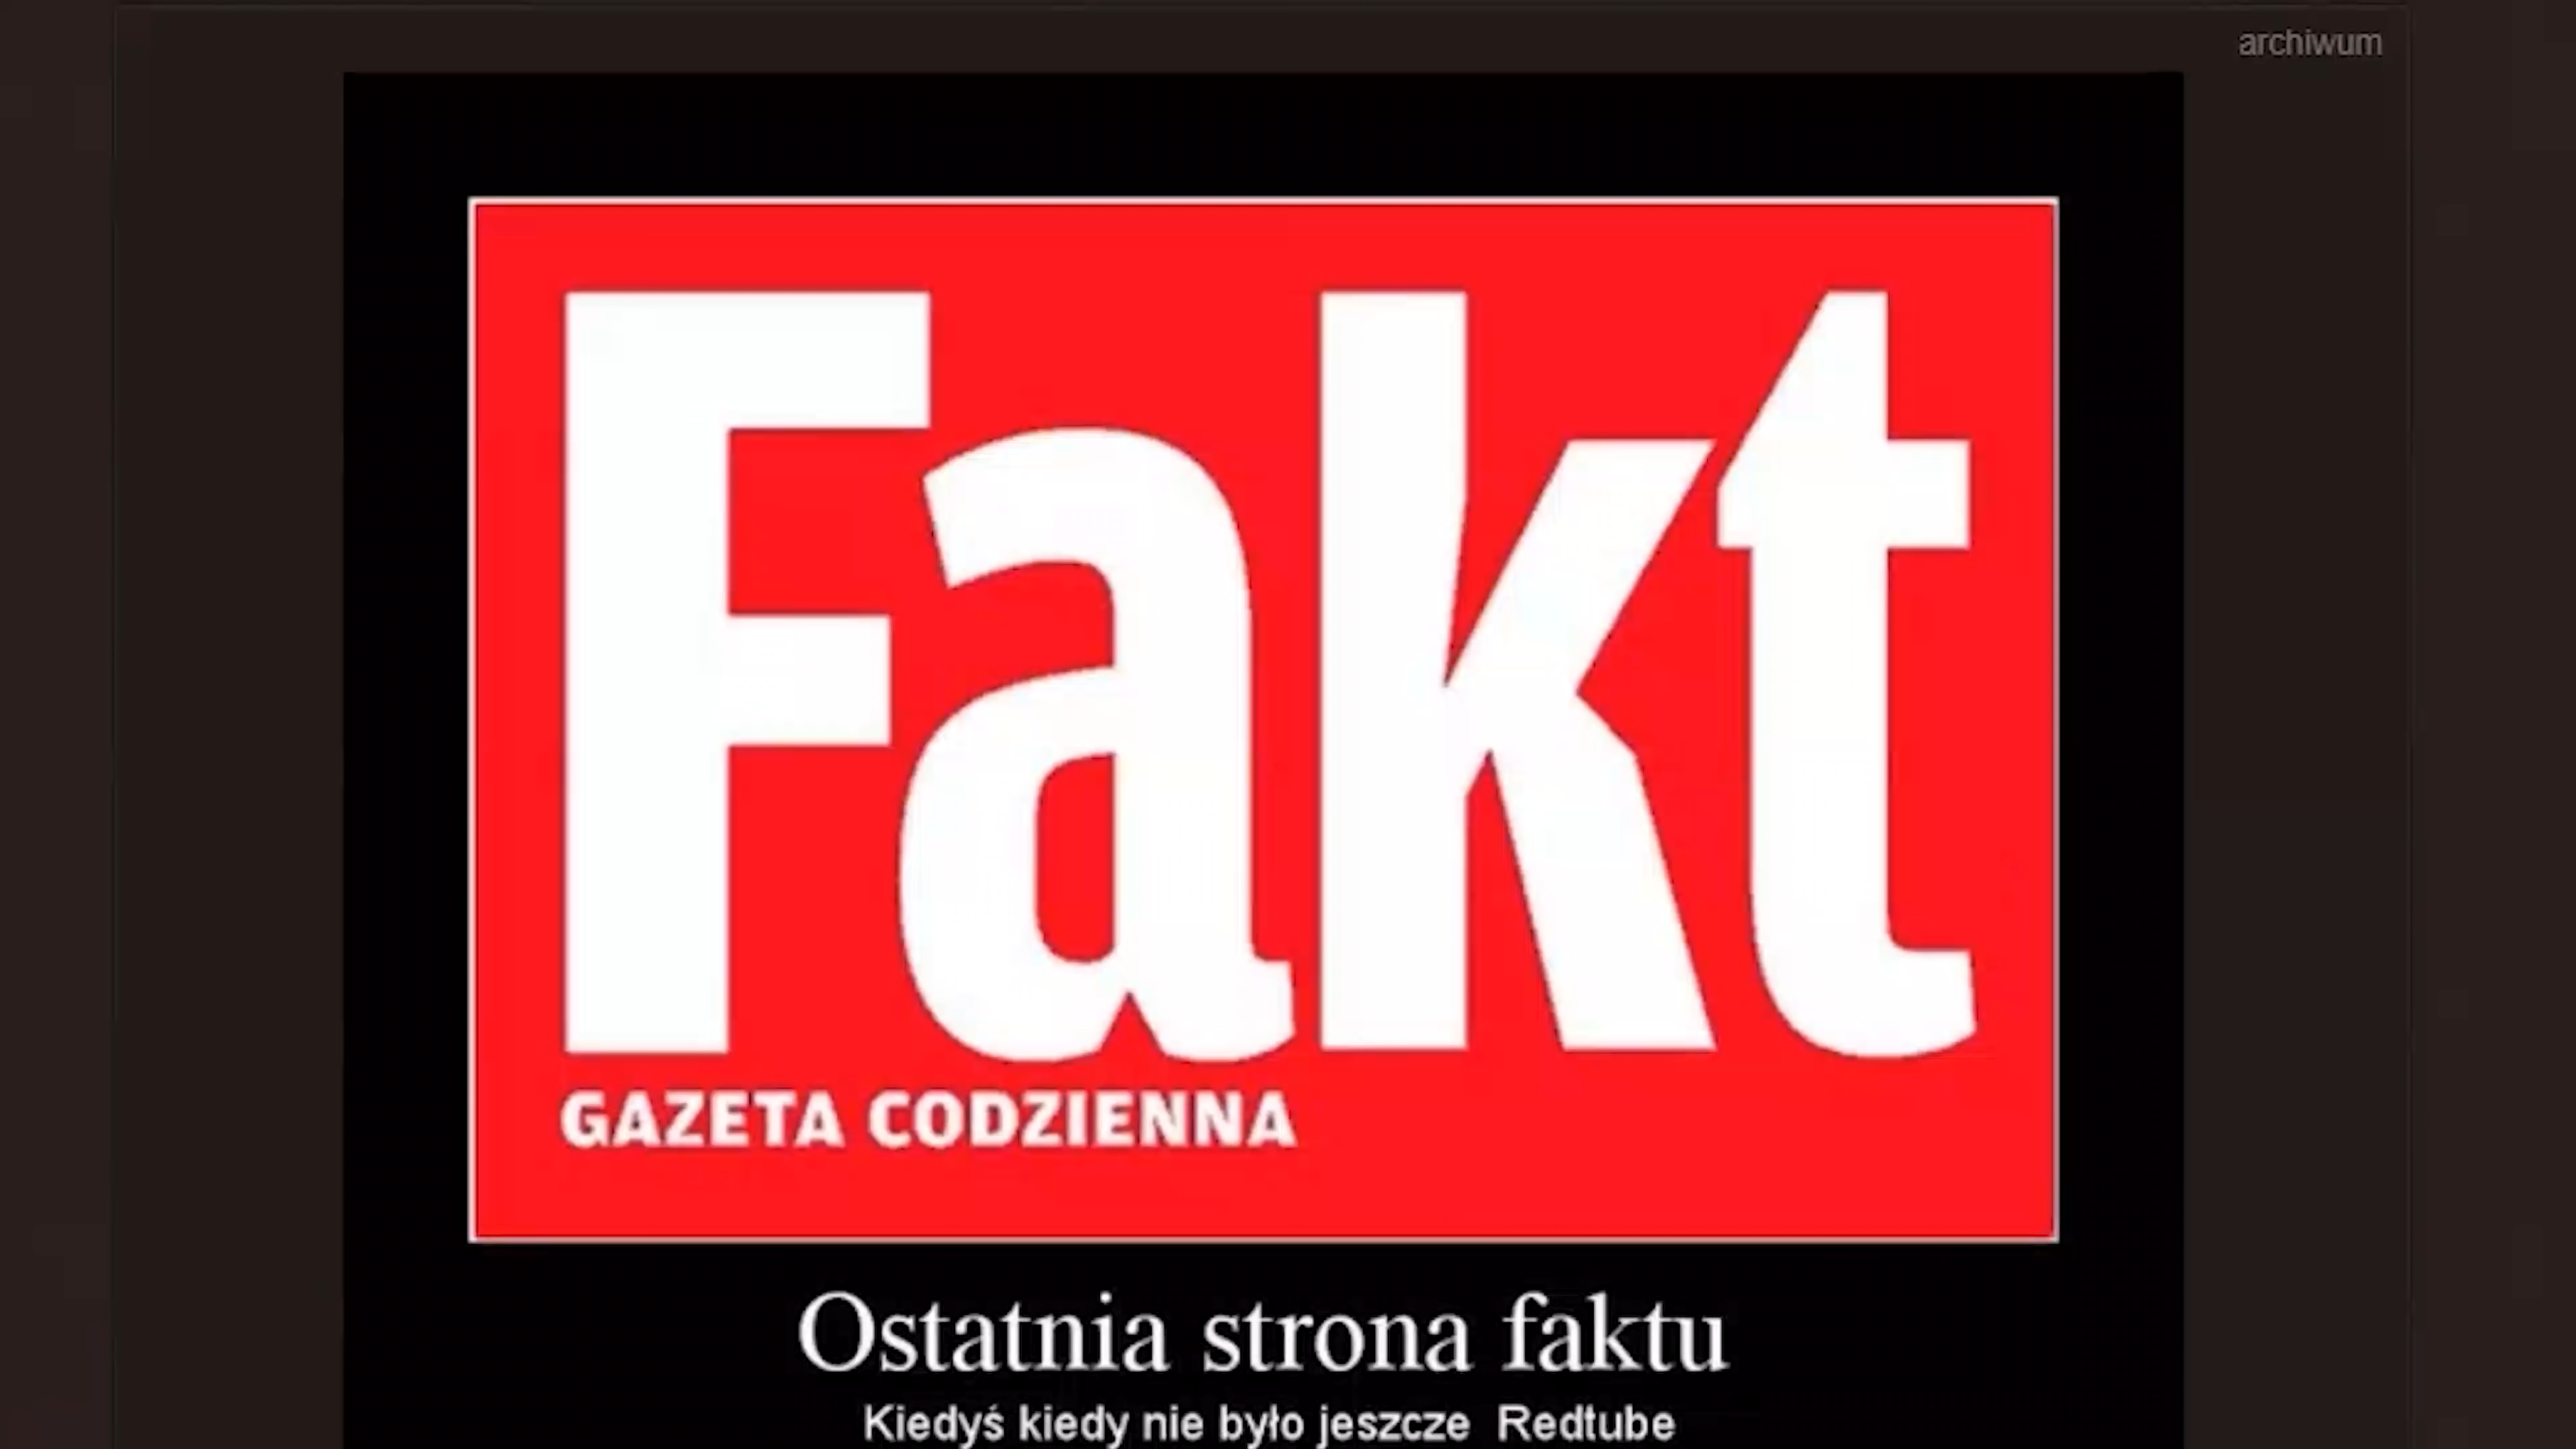 archiwum
Fakt
GAZETA CODZIENNA
Ostatnia strona faktu
Kiedyś kiedy nie było jeszcze Redtube